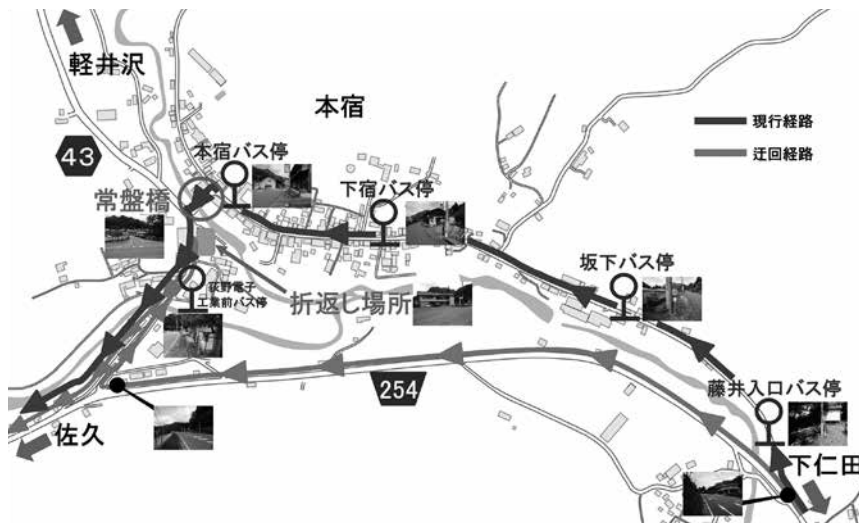 軽井沢
43
本宿
現行経路
迂回経路
本宿バス停
下宿バス停
常盤橋
荻野電子
工業前バス停
折返し場所
坂下バス停
254
藤井入口バス停
佐久
下仁田